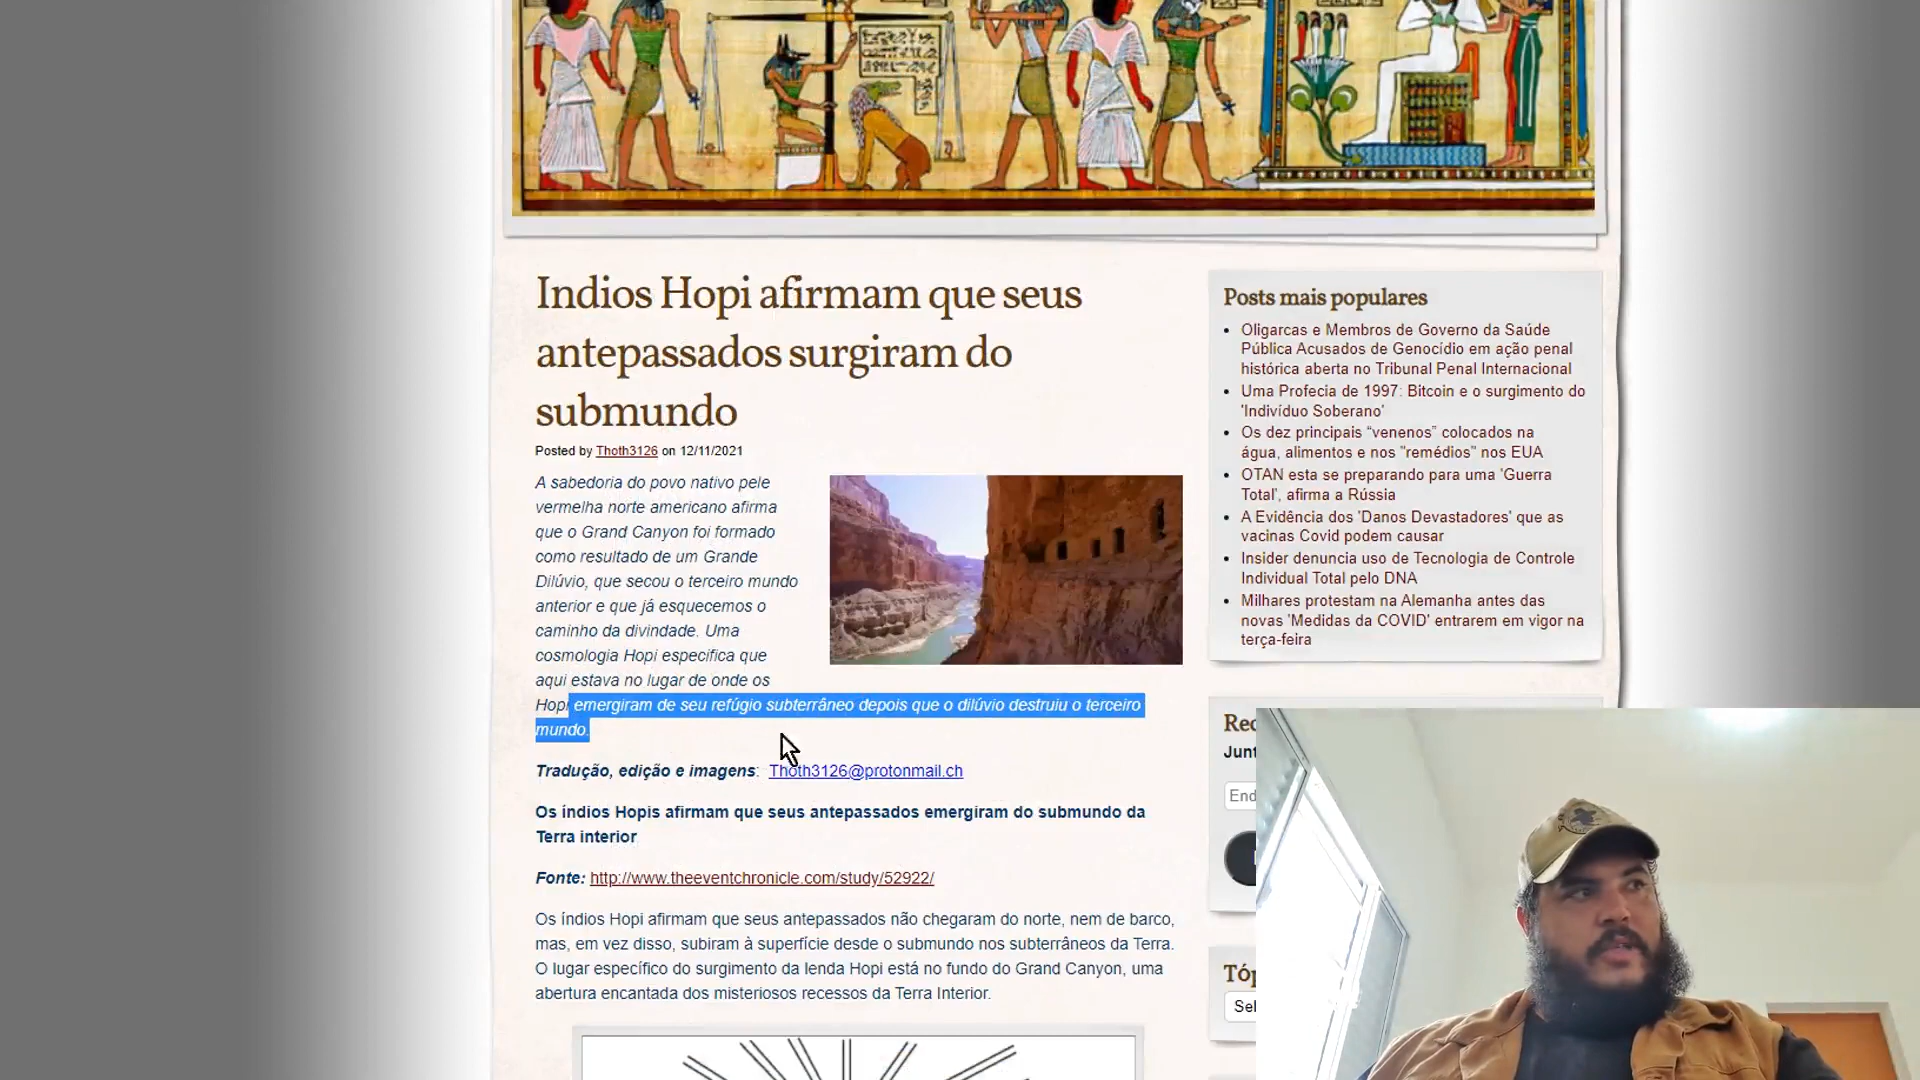 Indios Hopi afirmam que seus
antepassados surgiram do
submundo
Posted by Thoth3126 on 12/11/2021
A sabedoria do povo nativo pele
vermelha norte americano afirma
que o Grand Canyon foi formado
como resultado de um Grande
Dilúvio, que secou o terceiro mundo
anterior e que já esquecemos o
caminho da divindade. Uma
cosmologia Hopi específica que
aqui estava no lugar de onde os
Hopi emergiram de seu refúgio subterrâneo depois que o dilúvio destruiu o terceiro
mundo.
Tradução, edição e imagens: Thoth3126@protonmail.ch
Os índios Hopis afirmam que seus antepassados emergiram do submundo da
Terra interior
Fonte: http://www.theeventchronicle.com/study/52922/
Os índios Hopi afirmam que seus antepassados não chegaram do norte, nem de barco,
mas, em vez disso, subiram à superfície desde o submundo nos subterrâneos da Terra.
O lugar específico do surgimento da lenda Hopi está no fundo do Grand Canyon, uma
abertura encantada dos misteriosos recessos da Terra Interior.
Posts mais populares
Oligarcas e Membros de Governo da Saúde
Pública Acusados de Genocídio em ação penal
histórica aberta no Tribunal Penal Internacional
Uma Profecia de 1997: Bitcoin e o surgimento do
'Indivíduo Soberano'
Os dez principais “venenos” colocados na
água, alimentos e nos "remédios" nos EUA
OTAN esta se preparando para uma 'Guerra
Total', afirma a Rússia
A Evidência dos 'Danos Devastadores' que as
vacinas Covid podem causar
Insider denuncia uso de Tecnologia de Controle
Individual Total pelo DNA
Milhares protestam na Alemanha antes das
novas 'Medidas da COVID' entrarem em vigor na
terça-feira
Rec
Junt
End
Tóp
Sel